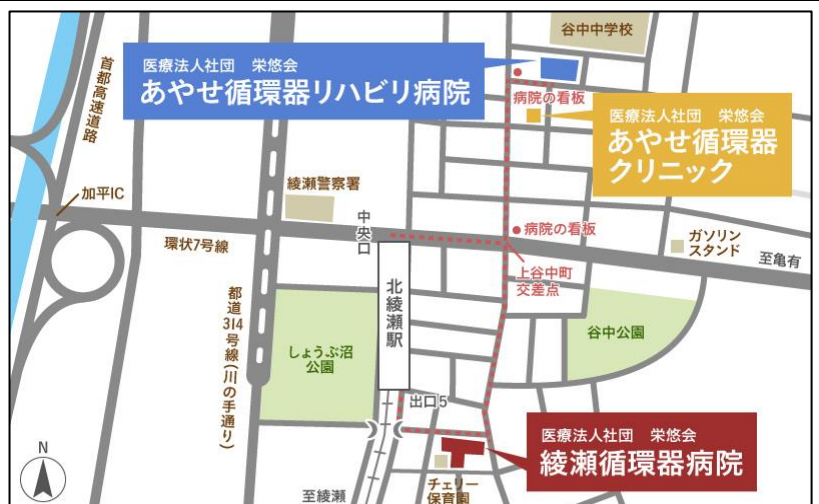 谷中中学校
医療法人社団　栄悠会
あやせ循環器リハビリ病院
首都高速道路
病院の看板
医療法人社団　栄悠会
あやせ循環器
クリニック
加平IC
綾瀬警察署
中央口
病院の看板
環状7号線
ガソリン
スタンド
至亀有
上谷中町
交差点
北綾瀬駅
都道314号線(川の手通り)
しょうぶ沼
公園
谷中公園
出口5
医療法人社団　栄悠会
綾瀬循環器病院
N
至綾瀬
チェリー
保育園